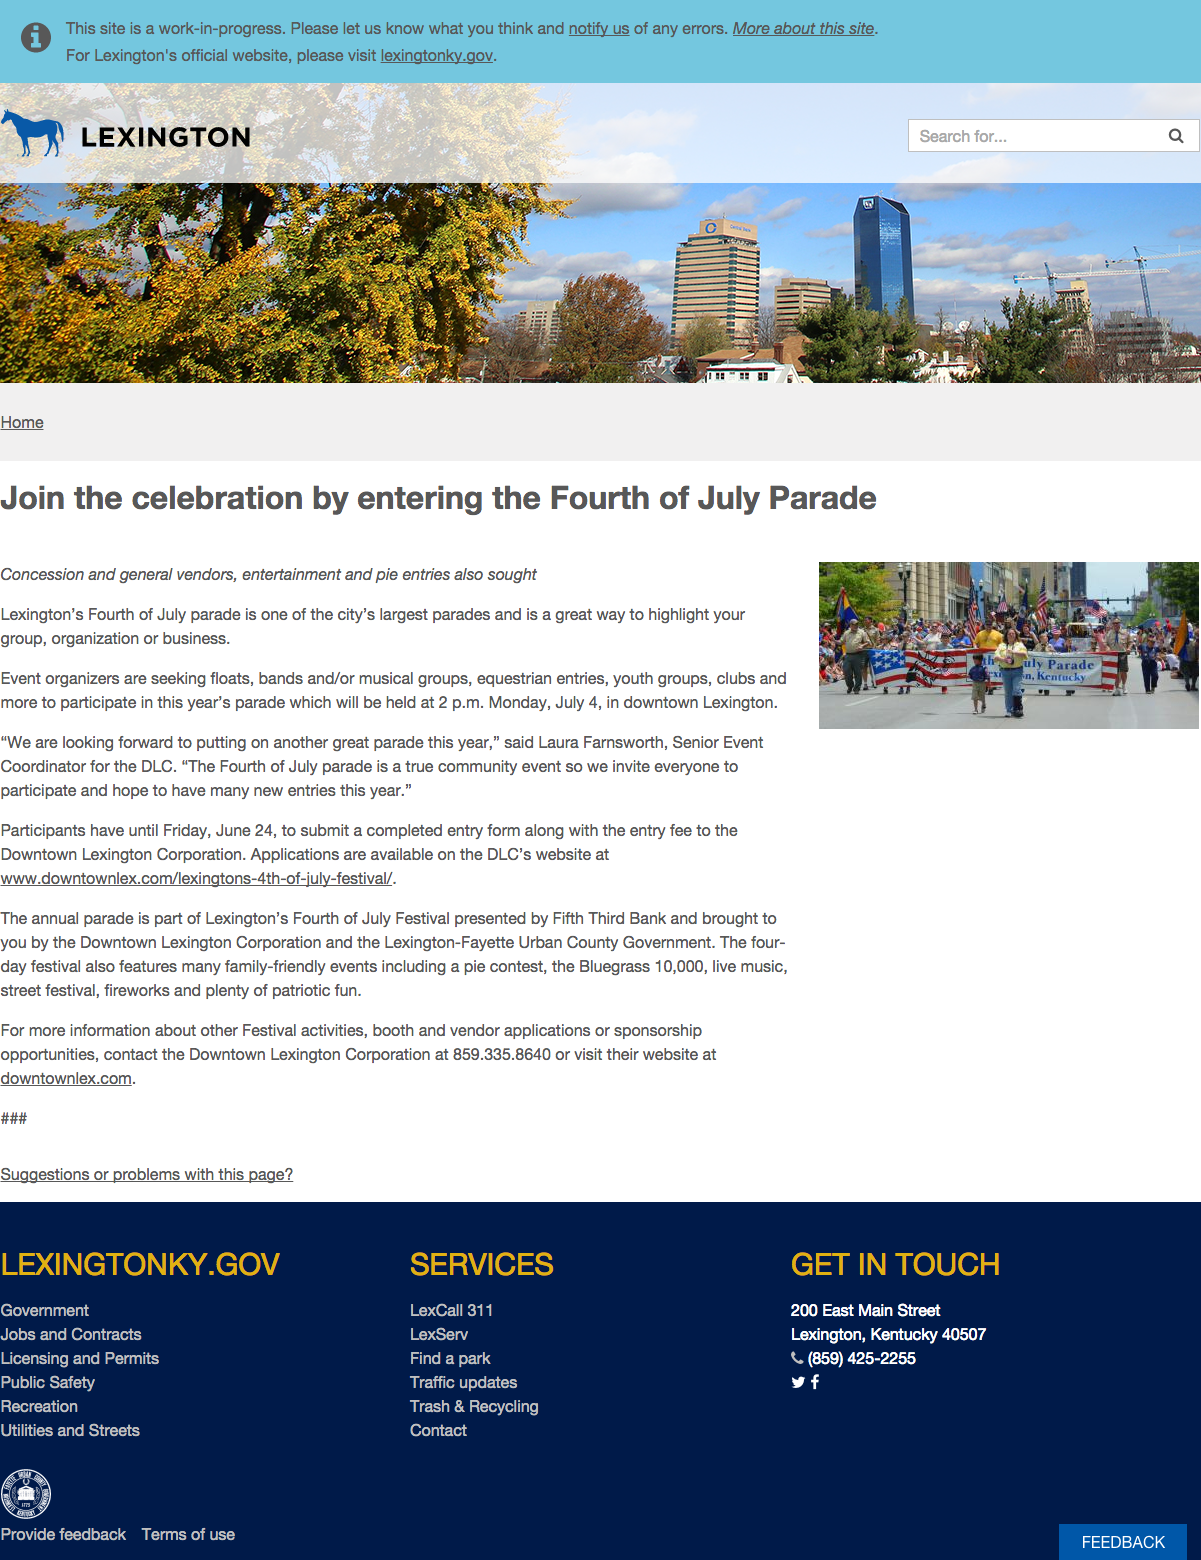 This site is a work-in-progress. Please let us know what you think and notify us of any errors. More about this site.
For Lexington's official website, please visit lexingtonky.gov.
LEXINGTON
Search for...
Home
Join the celebration by entering the Fourth of July Parade
Concession and general vendors, entertainment and pie entries also sought
Lexington’s Fourth of July parade is one of the city’s largest parades and is a great way to highlight your
group, organization or business.
Event organizers are seeking floats, bands and/or musical groups, equestrian entries, youth groups, clubs and
more to participate in this year’s parade which will be held at 2 p.m. Monday, July 4, in downtown Lexington.
“We are looking forward to putting on another great parade this year,” said Laura Farnsworth, Senior Event
Coordinator for the DLC. “The Fourth of July parade is a true community event so we invite everyone to
participate and hope to have many new entries this year.”
Participants have until Friday, June 24, to submit a completed entry form along with the entry fee to the
Downtown Lexington Corporation. Applications are available on the DLC’s website at
www.downtownlex.com/lexingtons-4th-of-july-festival/.
The annual parade is part of Lexington’s Fourth of July Festival presented by Fifth Third Bank and brought to
you by the Downtown Lexington Corporation and the Lexington-Fayette Urban County Government. The four-
day festival also features many family-friendly events including a pie contest, the Bluegrass 10,000, live music,
street festival, fireworks and plenty of patriotic fun.
For more information about other Festival activities, booth and vendor applications or sponsorship
opportunities, contact the Downtown Lexington Corporation at 859.335.8640 or visit their website at
downtownlex.com.
###
Suggestions or problems with this page?
uly Parade
n, Kentucky
LEXINGTONKY.GOV
Government
Jobs and Contracts
Licensing and Permits
Public Safety
Recreation
Utilities and Streets
SERVICES
LexCall 311
LexServ
Find a park
Traffic updates
Trash & Recycling
Contact
GET IN TOUCH
200 East Main Street
Lexington, Kentucky 40507
(859) 425-2255
Provide feedback Terms of use
FEEDBACK